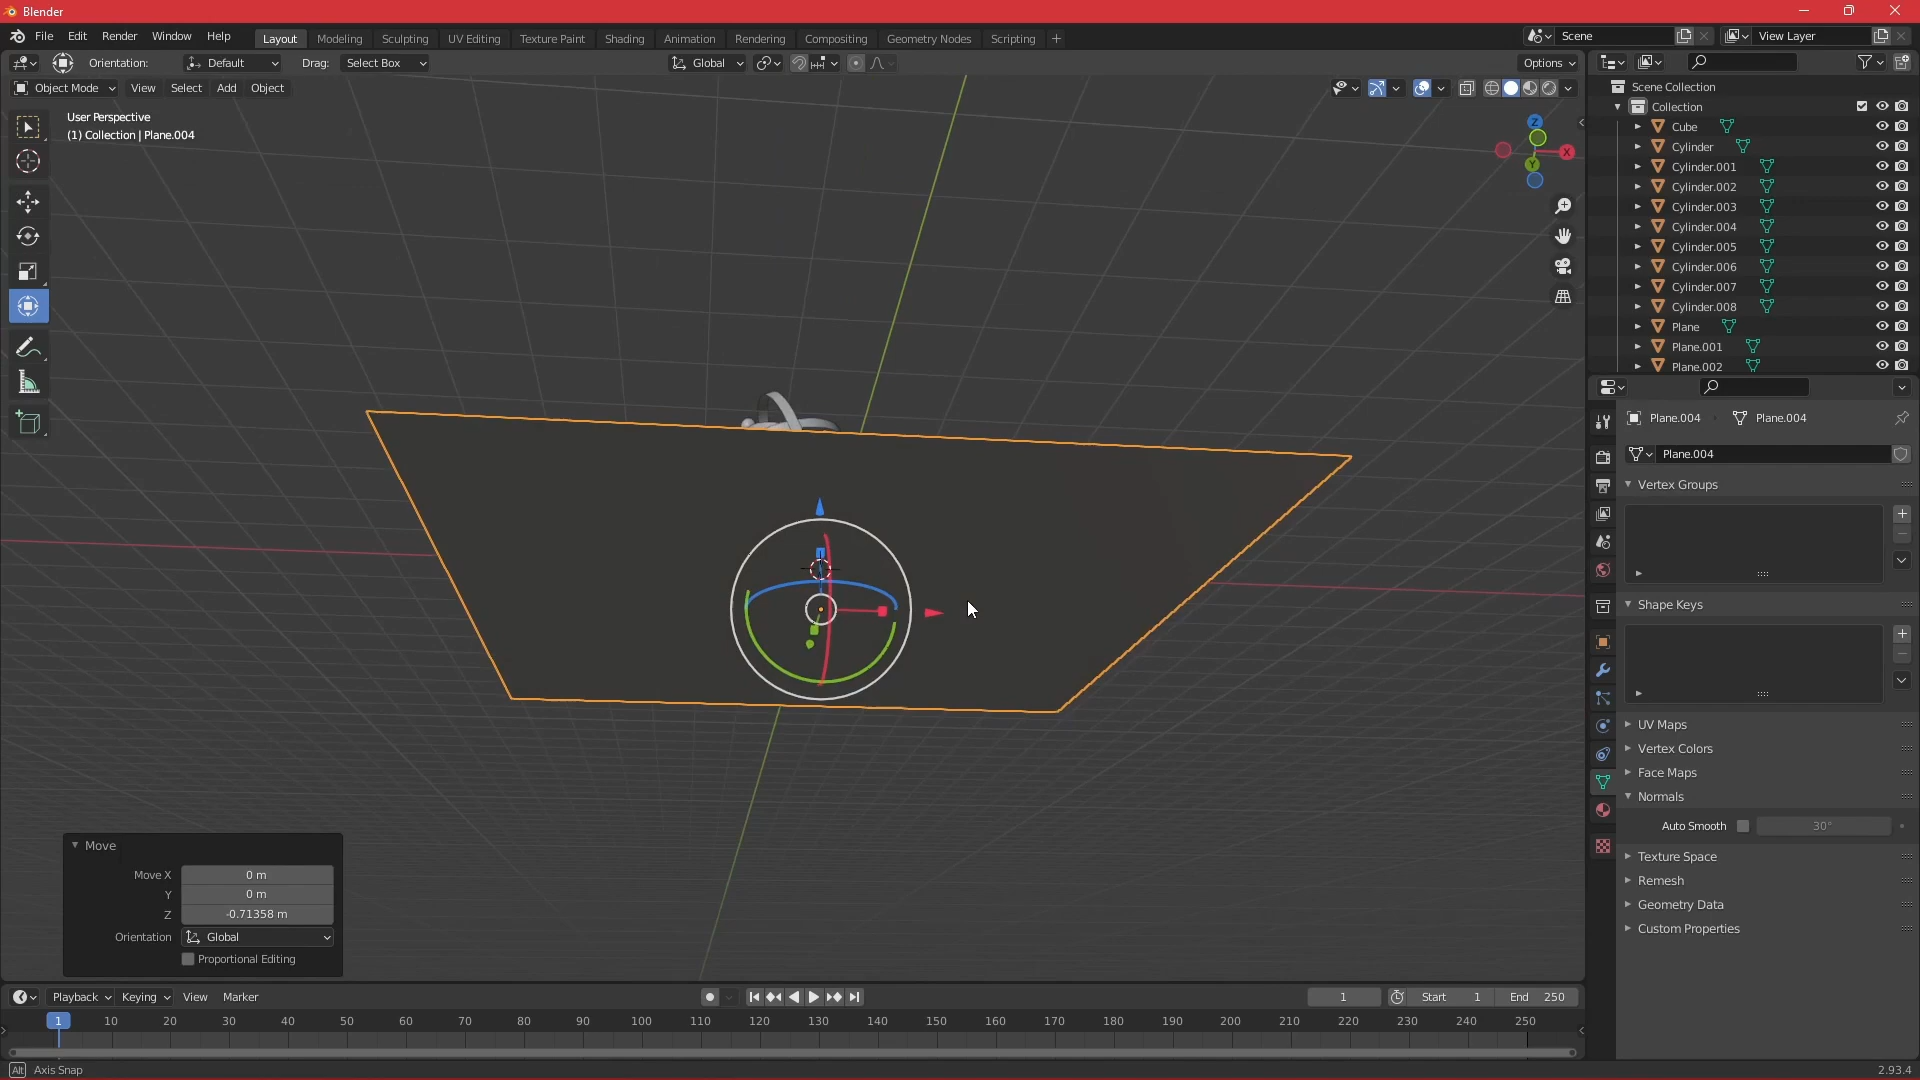 Blender
File Edit Render Window Help Layout Modeling Sculpting UV Editing Texture Paint Shading Animation Rendering Compositing Geometry Nodes Scripting + Scene View Layer
Orientation: Default Drag: Select Box Global Options
Object Mode View Select Add Object
User Perspective
(1) Collection | Plane.004
Z
X
Y
Scene Collection
Collection
Cube
Cylinder
Cylinder.001
Cylinder.002
Cylinder.003
Cylinder.004
Cylinder.005
Cylinder.006
Cylinder.007
Cylinder.008
Plane
Plane.001
Plane.002
Plane.004 Plane.004
Plane.004
Vertex Groups
Shape Keys
UV Maps
Vertex Colors
Face Maps
Normals
Auto Smooth 30°
Texture Space
Remesh
Geometry Data
Custom Properties
Move
Move X 0 m
Y 0 m
Z -0.71358 m
Orientation Global
Proportional Editing
Playback Keying View Marker 1 Start 1 End 250
1 10 20 30 40 50 60 70 80 90 100 110 120 130 140 150 160 170 180 190 200 210 220 230 240 250
Alt Axis Snap 2.93.4